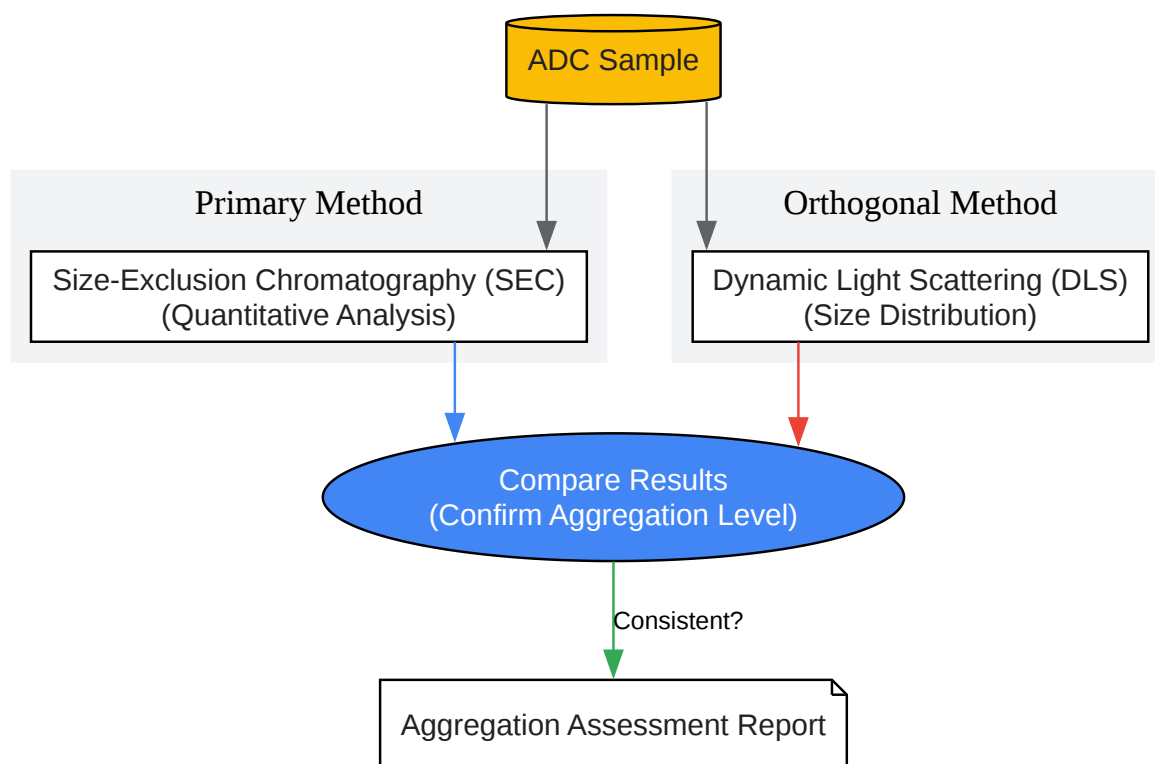 ADC Sample
Primary Method
Orthogonal Method
Size-Exclusion Chromatography (SEC)
(Quantitative Analysis)
Dynamic Light Scattering (DLS)
(Size Distribution)
Compare Results
(Confirm Aggregation Level)
Consistent?
Aggregation Assessment Report